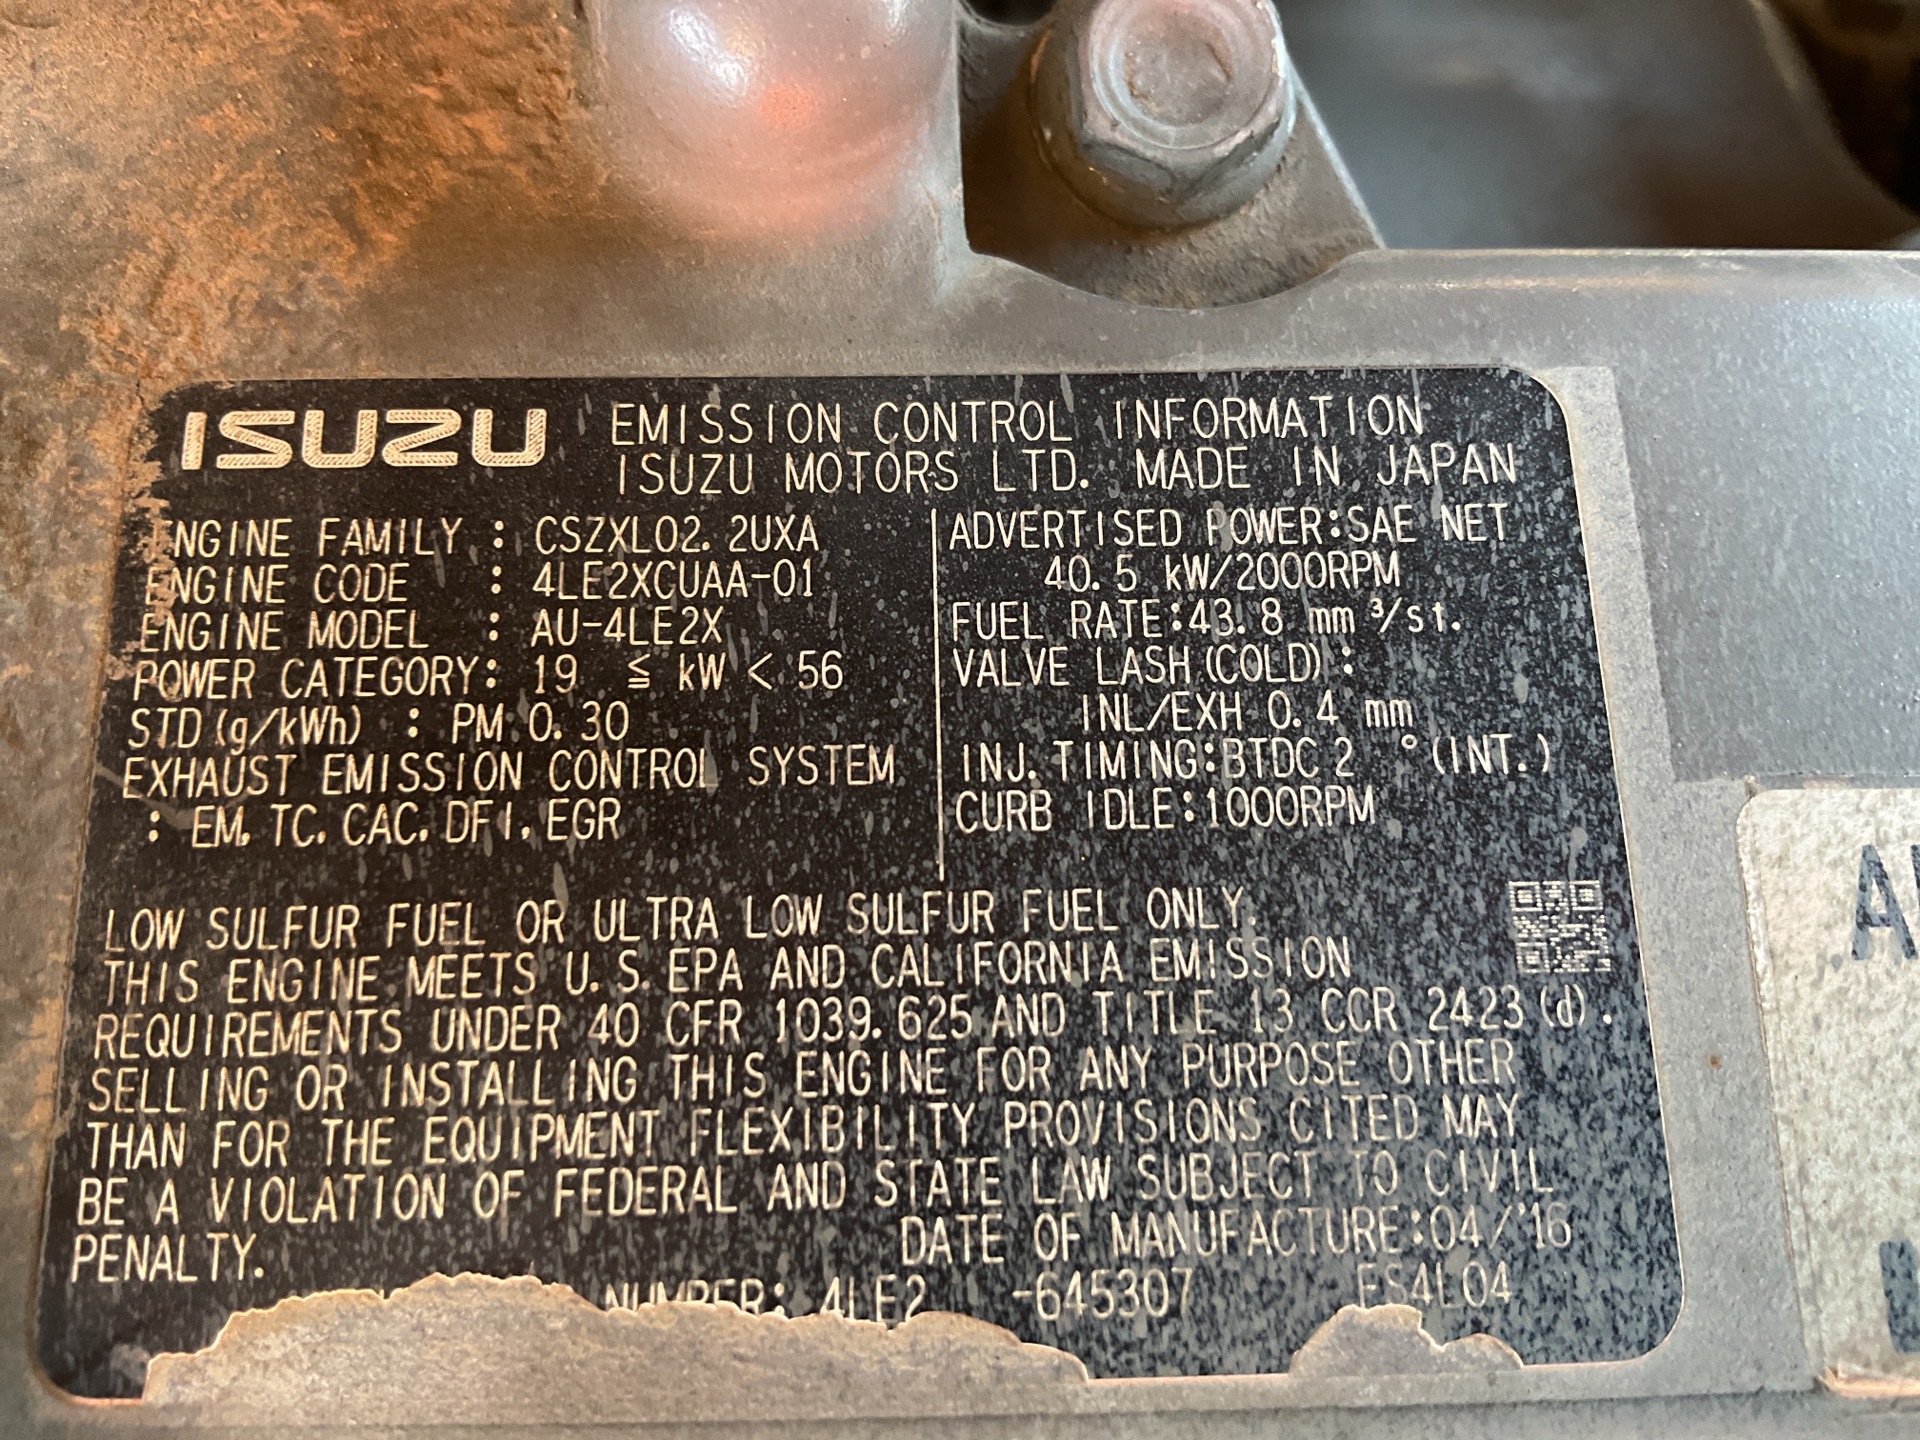 ISUZU EMISSION CONTROL INFORMATION
ISUZU MOTORS LTD. MADE IN JAPAN
ENGINE FAMILY : CSZXL02.2UXA
ENGINE CODE : 4LE2XCUAA-01
ENGINE MODEL : AU-4LE2X
POWER CATEGORY: 19 ≦ kW < 56
STD (g/kWh) : PM 0.30
EXHAUST EMISSION CONTROL SYSTEM
: EM, TC, CAC, DFI, EGR
ADVERTISED POWER:SAE NET
40.5 kW/2000RPM
FUEL RATE:43.8 mm³/st.
VALVE LASH(COLD):
INL/EXH 0.4 mm
INJ.TIMING:BTDC 2 °(INT.)
CURB IDLE:1000RPM
LOW SULFUR FUEL OR ULTRA LOW SULFUR FUEL ONLY.
THIS ENGINE MEETS U.S.EPA AND CALIFORNIA EMISSION
REQUIREMENTS UNDER 40 CFR 1039.625 AND TITLE 13 CCR 2423(d).
SELLING OR INSTALLING THIS ENGINE FOR ANY PURPOSE OTHER
THAN FOR THE EQUIPMENT FLEXIBILITY PROVISIONS CITED MAY
BE A VIOLATION OF FEDERAL AND STATE LAW SUBJECT TO CIVIL
PENALTY.
DATE OF MANUFACTURE:04/'16
NUMBER: 4LE2 -645307 ES4L04